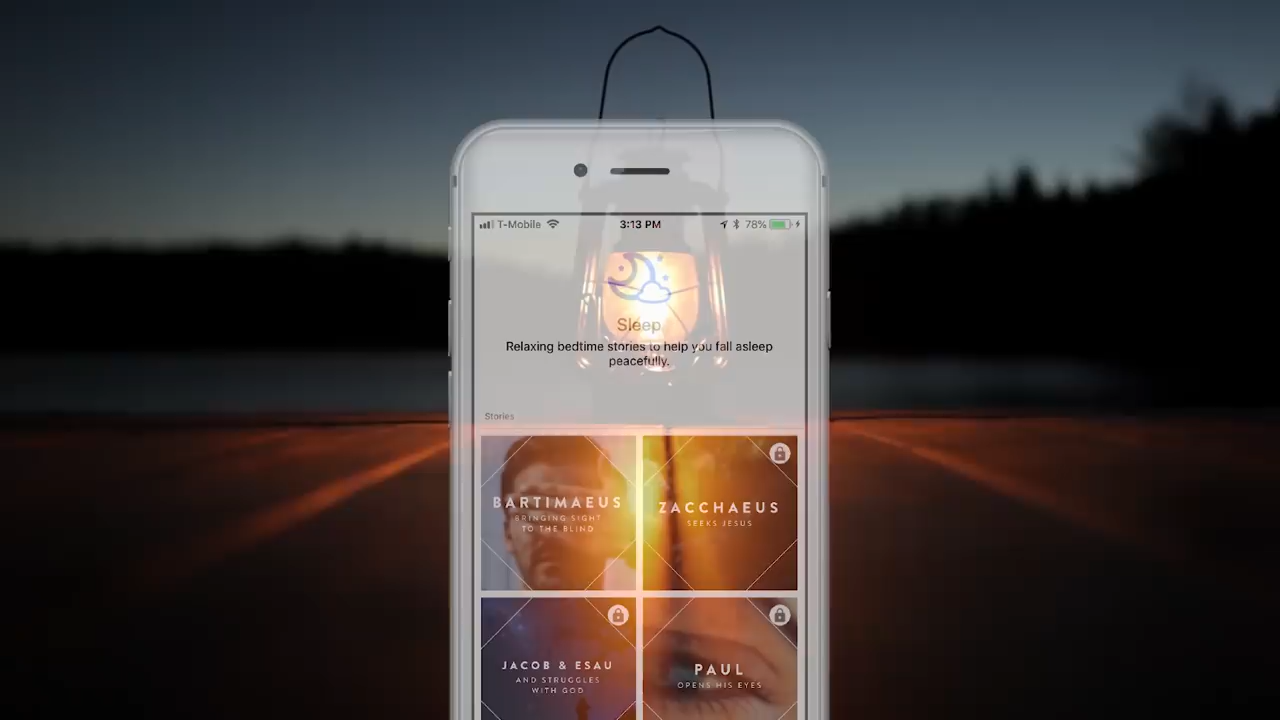 T-Mobile 3:13 PM 78%
Sleep
Relaxing bedtime stories to help you fall asleep
peacefully.
Stories
BARTIMAEUS
BRINGING SIGHT
TO THE BLIND
ZACCHAEUS
SEEKS JESUS
JACOB & ESAU
AND STRUGGLES
WITH GOD
PAUL
OPENS HIS EYES